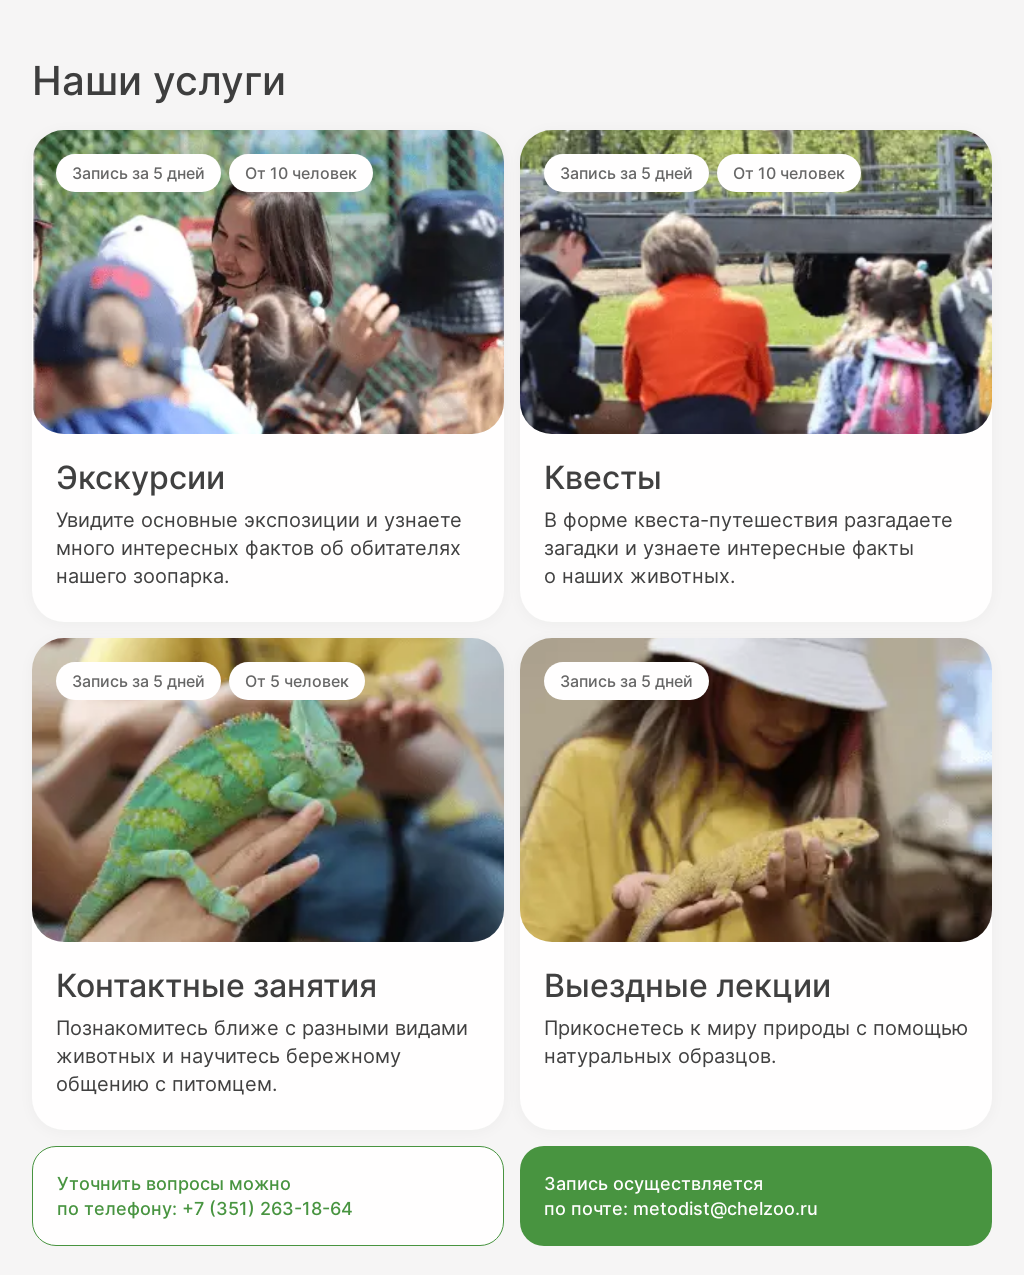 Наши услуги
Запись за 5 дней
От 10 человек
Запись за 5 дней
От 10 человек
Экскурсии
Увидите основные экспозиции и узнаете
много интересных фактов об обитателях
нашего зоопарка.
Квесты
В форме квеста-путешествия разгадаете
загадки и узнаете интересные факты
о наших животных.
Запись за 5 дней
От 5 человек
Запись за 5 дней
Контактные занятия
Познакомитесь ближе с разными видами
животных и научитесь бережному
общению с питомцем.
Выездные лекции
Прикоснетесь к миру природы с помощью
натуральных образцов.
Уточнить вопросы можно
по телефону: +7 (351) 263-18-64
Запись осуществляется
по почте: metodist@chelzoo.ru